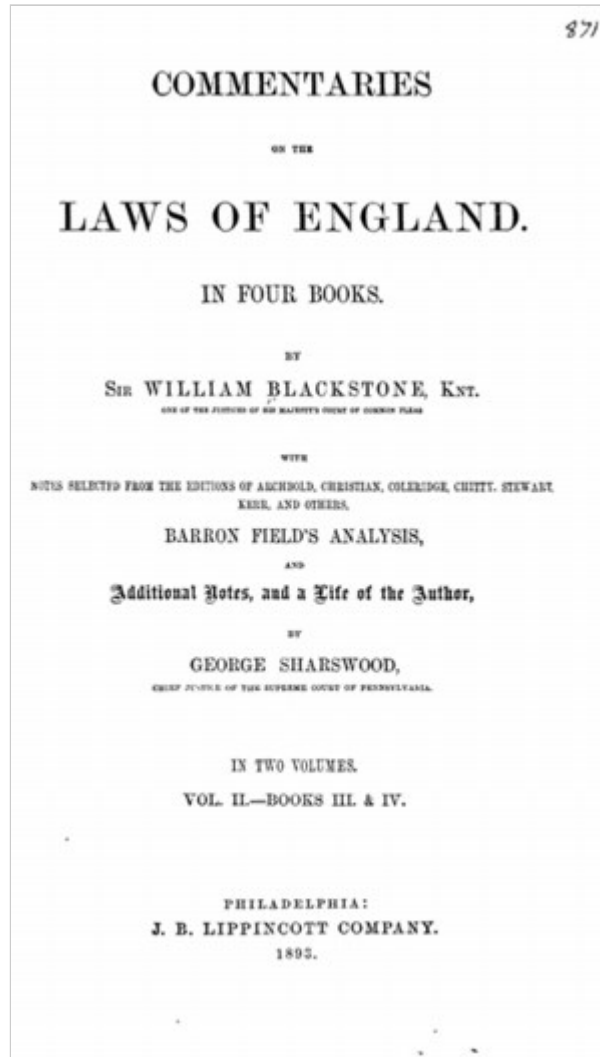 871
COMMENTARIES
ON THE
LAWS OF ENGLAND.
IN FOUR BOOKS.
BY
SIR WILLIAM BLACKSTONE, KNT.
ONE OF THE JUSTICES OF HIS MAJESTY'S COURT OF COMMON PLEAS
WITH
NOTES SELECTED FROM THE EDITIONS OF ARCHBOLD, CHRISTIAN, COLERIDGE, CHITTY, STEWART,
KERR, AND OTHERS,
BARRON FIELD'S ANALYSIS,
AND
Additional Notes, and a Life of the Author,
BY
GEORGE SHARSWOOD,
CHIEF JUSTICE OF THE SUPREME COURT OF PENNSYLVANIA.
IN TWO VOLUMES.
VOL. II.—BOOKS III. & IV.
PHILADELPHIA:
J. B. LIPPINCOTT COMPANY.
1893.